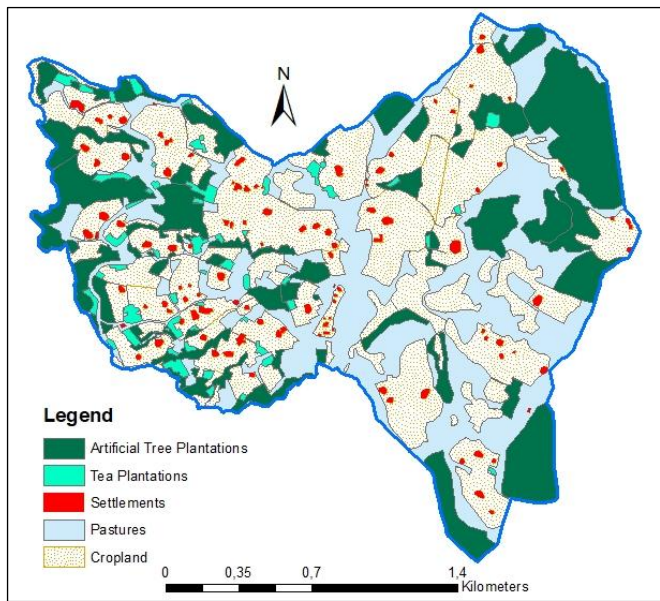 N
Legend
Artificial Tree Plantations
Tea Plantations
Settlements
Pastures
Cropland
0 0,35 0,7 1,4
Kilometers